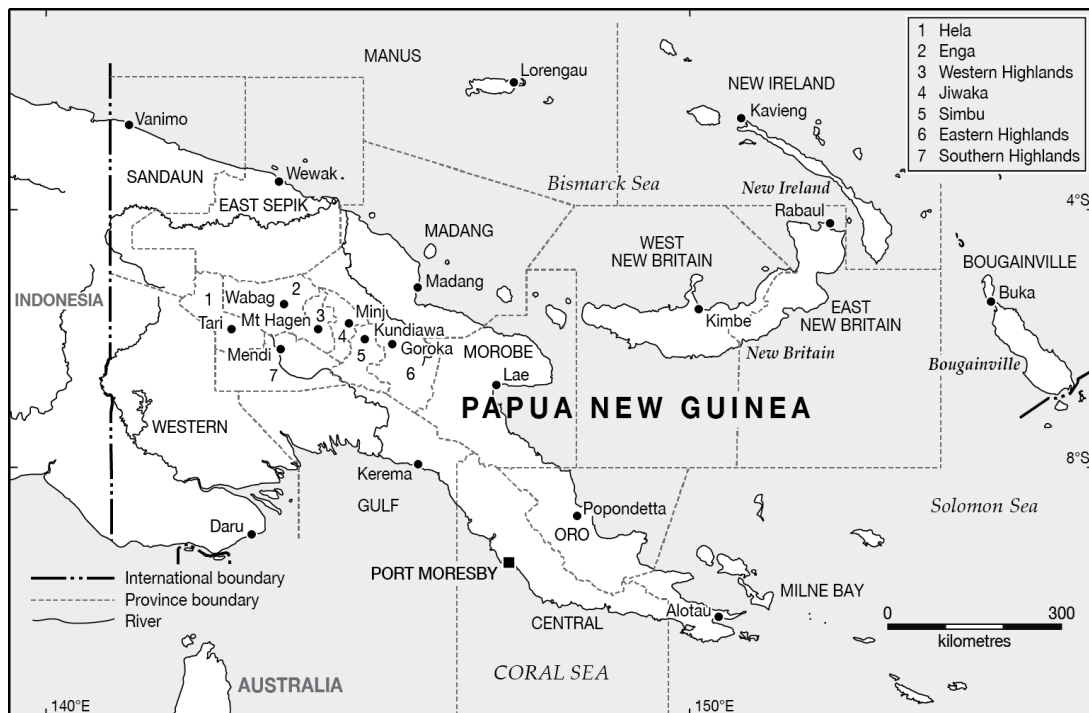 MANUS
Lorengau
NEW IRELAND
Kavieng
1 Hela
2 Enga
3 Western Highlands
4 Jiwaka
5 Simbu
6 Eastern Highlands
7 Southern Highlands
Vanimo
SANDAUN
Wewak
EAST SEPIK
Bismarck Sea
New Ireland
Rabaul
4°S
MADANG
Madang
WEST
NEW BRITAIN
BOUGAINVILLE
Buka
INDONESIA
1
2
Wabag
Tari
Mt Hagen
3
Minj
4
Kundiawa
Goroka
5
6
Mendi
7
MOROBE
Lae
Kimbe
EAST
NEW BRITAIN
New Britain
Bougainville
PAPUA NEW GUINEA
WESTERN
Kerema
GULF
8°S
Solomon Sea
Daru
Popondetta
ORO
PORT MORESBY
International boundary
Province boundary
River
MILNE BAY
Alotau
CENTRAL
0 300
kilometres
CORAL SEA
AUSTRALIA
140°E
150°E